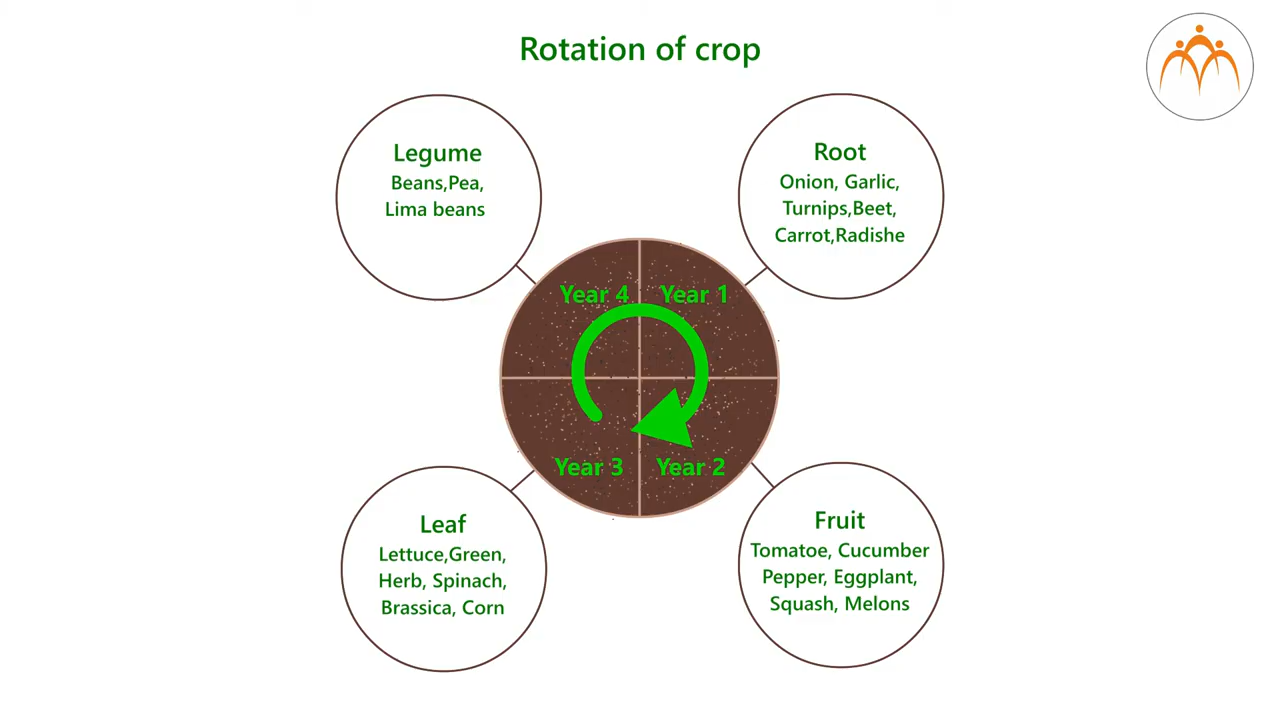 Rotation of crop
Legume
Beans,Pea,
Lima beans
Root
Onion, Garlic,
Turnips,Beet,
Carrot,Radishe
Year 4
Year 1
Year 3
Year 2
Leaf
Lettuce,Green,
Herb, Spinach,
Brassica, Corn
Fruit
Tomatoe, Cucumber
Pepper, Eggplant,
Squash, Melons